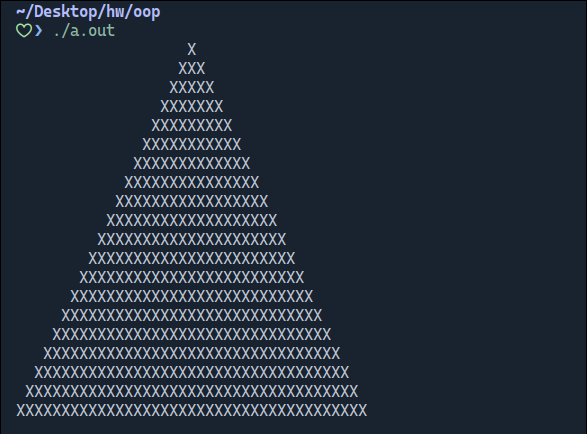 ~/Desktop/hw/oop
♡❯ ./a.out
                   X
                  XXX
                 XXXXX
                XXXXXXX
               XXXXXXXXX
              XXXXXXXXXXX
             XXXXXXXXXXXXX
            XXXXXXXXXXXXXXX
           XXXXXXXXXXXXXXXXX
          XXXXXXXXXXXXXXXXXXX
         XXXXXXXXXXXXXXXXXXXXX
        XXXXXXXXXXXXXXXXXXXXXXX
       XXXXXXXXXXXXXXXXXXXXXXXXX
      XXXXXXXXXXXXXXXXXXXXXXXXXXX
     XXXXXXXXXXXXXXXXXXXXXXXXXXXXX
    XXXXXXXXXXXXXXXXXXXXXXXXXXXXXXX
   XXXXXXXXXXXXXXXXXXXXXXXXXXXXXXXXX
  XXXXXXXXXXXXXXXXXXXXXXXXXXXXXXXXXXX
 XXXXXXXXXXXXXXXXXXXXXXXXXXXXXXXXXXXXX
XXXXXXXXXXXXXXXXXXXXXXXXXXXXXXXXXXXXXXX